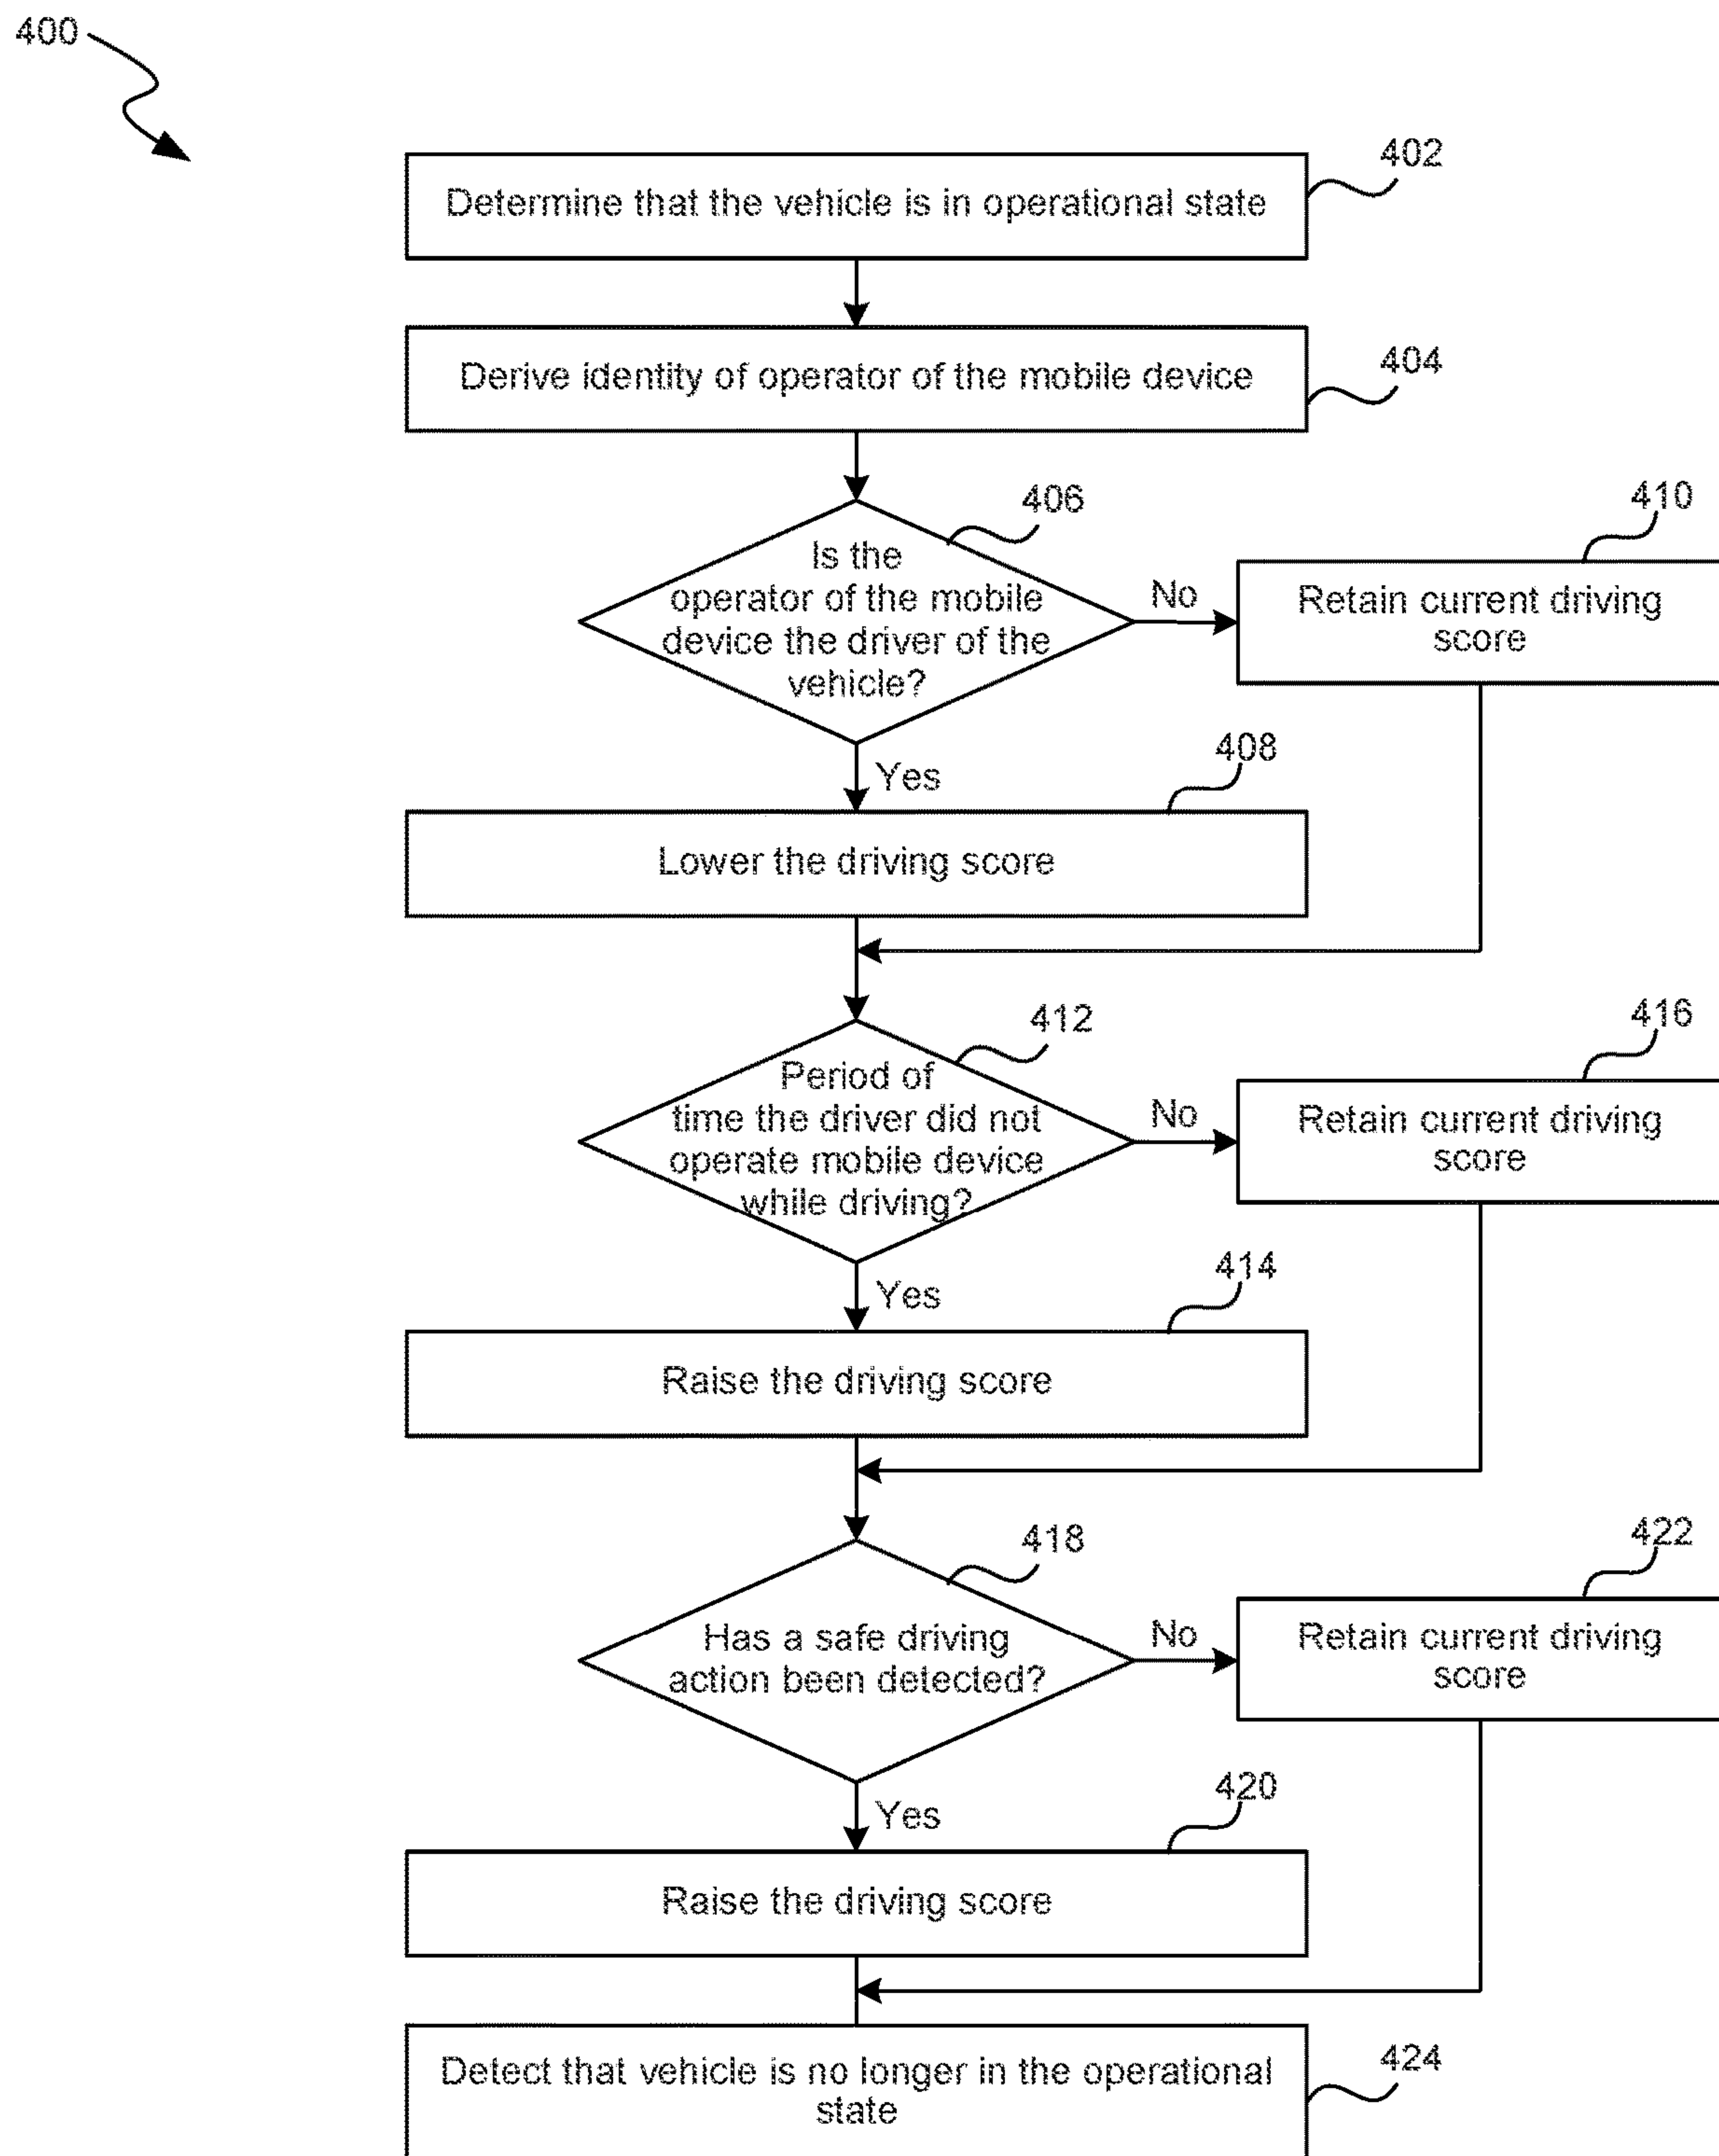 400
402
Determine that the vehicle is in operational state
404
Derive identity of operator of the mobile device
406
410
Is the
operator of the mobile
device the driver of the
vehicle?
No
Retain current driving
score
Yes
408
Lower the driving score
412
416
Period of
time the driver did not
operate mobile device
while driving?
No
Retain current driving
score
Yes
414
Raise the driving score
418
422
Has a safe driving
action been detected?
No
Retain current driving
score
Yes
420
Raise the driving score
424
Detect that vehicle is no longer in the operational
state